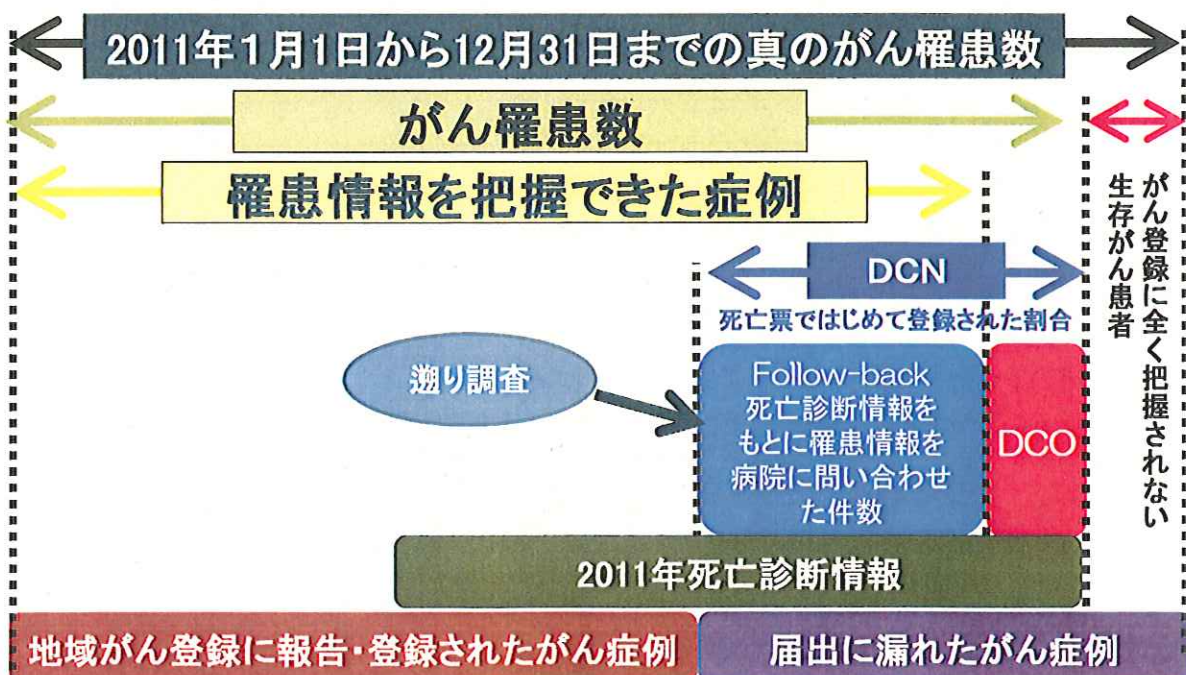 2011年1月1日から12月31日までの真のがん罹患数
がん罹患数
罹患情報を把握できた症例
がん登録に全く把握されない
生存がん患者
DCN
死亡票ではじめて登録された割合
遡り調査
Follow-back
死亡診断情報を
もとに罹患情報を
病院に問い合わせ
た件数
DCO
2011年死亡診断情報
地域がん登録に報告・登録されたがん症例
届出に漏れたがん症例